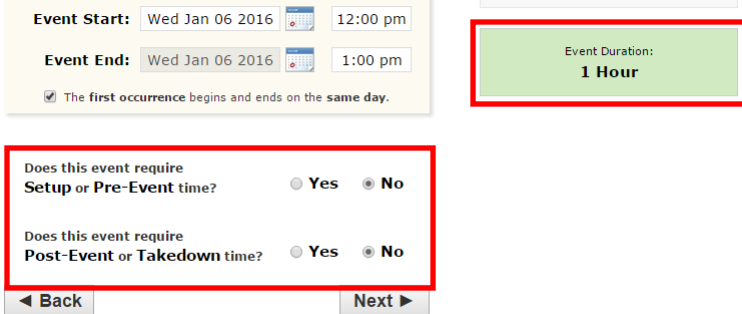 Event Start: Wed Jan 06 2016 12:00 pm
Event End: Wed Jan 06 2016 1:00 pm
The first occurrence begins and ends on the same day.
Event Duration:
1 Hour
Does this event require
Setup or Pre-Event time? Yes No
Does this event require
Post-Event or Takedown time? Yes No
◄ Back Next ►